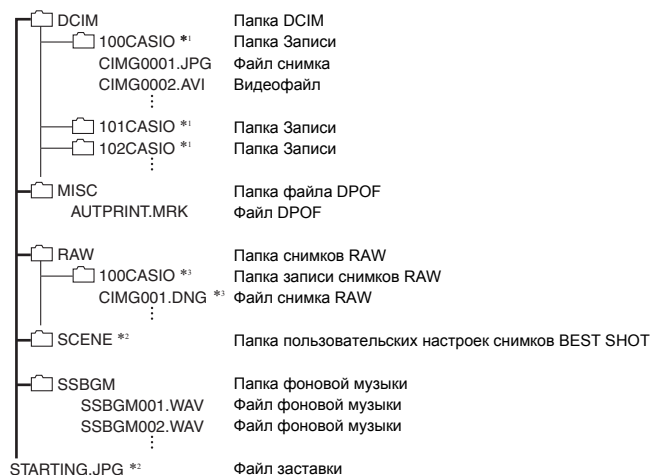 DCIM Папка DCIM
100CASIO *1 Папка Записи
CIMG0001.JPG Файл снимка
CIMG0002.AVI Видеофайл
101CASIO *1 Папка Записи
102CASIO *1 Папка Записи
MISC Папка файла DPOF
AUTPRINT.MRK Файл DPOF
RAW Папка снимков RAW
100CASIO *3 Папка записи снимков RAW
CIMG001.DNG *3 Файл снимка RAW
SCENE *2 Папка пользовательских настроек снимков BEST SHOT
SSBGM Папка фоновой музыки
SSBGM001.WAV Файл фоновой музыки
SSBGM002.WAV Файл фоновой музыки
STARTING.JPG *2 Файл заставки